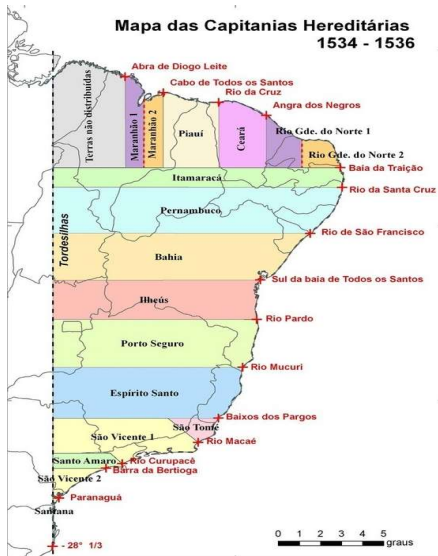 Mapa das Capitanias Hereditárias
1534 - 1536
Abra de Diogo Leite
Cabo de Todos os Santos
Rio da Cruz
Angra dos Negros
Terras não distribuídas
Maranhão 1
Maranhão 2
Piauí
Ceará
Rio Gde. do Norte 1
Rio Gde. do Norte 2
Baia da Traição
Itamaracá
Rio da Santa Cruz
Pernambuco
Rio de São Francisco
Tordesilhas
Bahia
Sul da baia de Todos os Santos
Ilheús
Rio Pardo
Porto Seguro
Rio Mucuri
Espírito Santo
Baixos dos Pargos
São Tomé
São Vicente 1
Rio Macaé
Santo Amaro
Rio Curupacê
Barra da Bertioga
São Vicente 2
Paranaguá
Santana
- 28° 1/3
0 1 2 3 4 5
graus